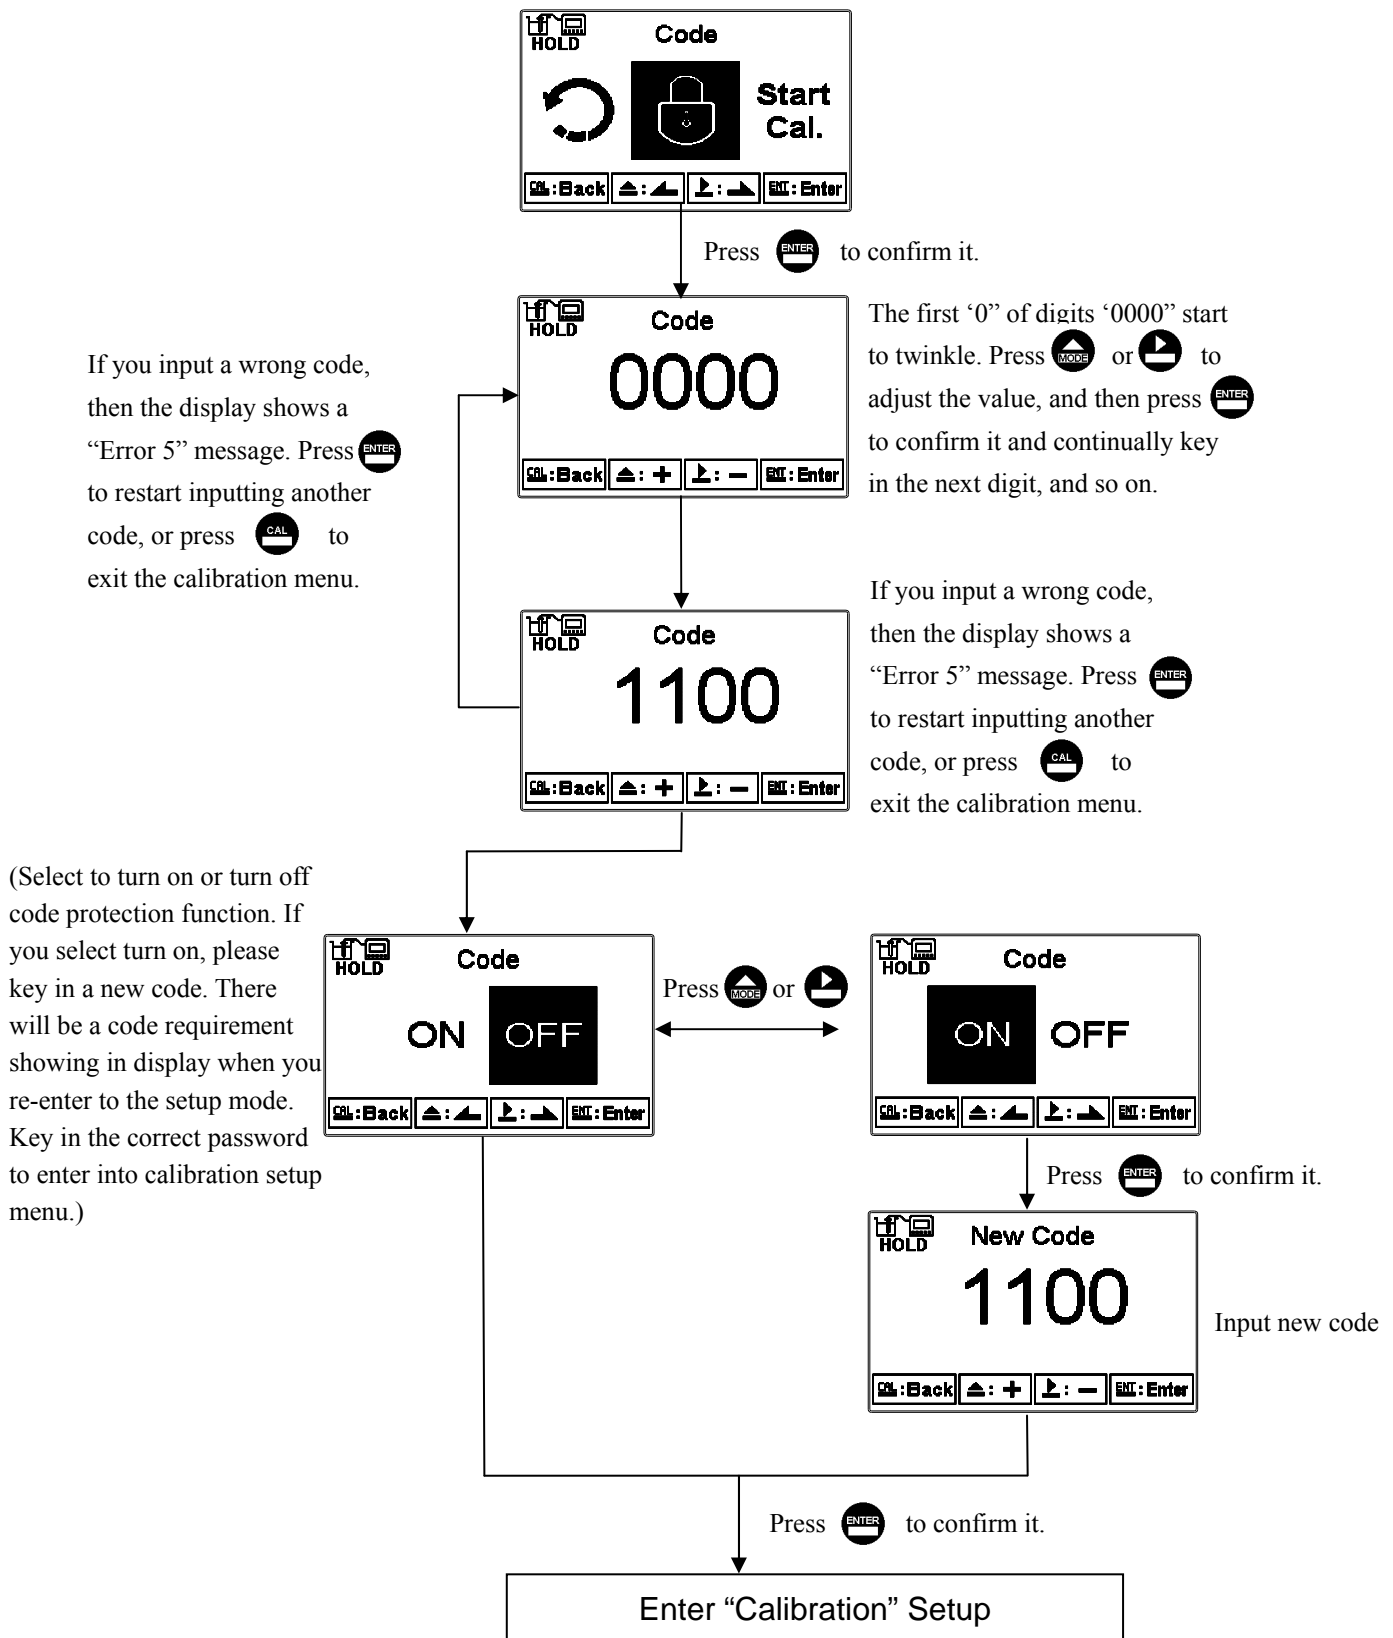 HOLD
Code
Start
Cal.
CAL:Back ENT:Enter
Press ENTER to confirm it.
HOLD
Code
0000
CAL:Back : + : – ENT:Enter
The first ‘0” of digits ‘0000” start
to twinkle. Press MODE or to
adjust the value, and then press ENTER
to confirm it and continually key
in the next digit, and so on.
If you input a wrong code,
then the display shows a
“Error 5” message. Press ENTER
to restart inputting another
code, or press CAL to
exit the calibration menu.
HOLD
Code
1100
CAL:Back : + : – ENT:Enter
If you input a wrong code,
then the display shows a
“Error 5” message. Press ENTER
to restart inputting another
code, or press CAL to
exit the calibration menu.
(Select to turn on or turn off
code protection function. If
you select turn on, please
key in a new code. There
will be a code requirement
showing in display when you
re-enter to the setup mode.
Key in the correct password
to enter into calibration setup
menu.)
HOLD
Code
ON OFF
CAL:Back ENT:Enter
Press MODE or
HOLD
Code
ON OFF
CAL:Back ENT:Enter
Press ENTER to confirm it.
HOLD
New Code
1100
CAL:Back : + : – ENT:Enter
Input new code
Press ENTER to confirm it.
Enter “Calibration” Setup